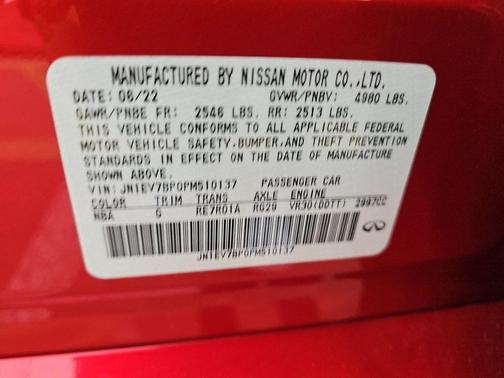 MANUFACTURED BY NISSAN MOTOR CO.,LTD.
DATE: 06/22 GVWR/PNBV: 4980 LBS.
GAWR/PNBE FR: 2546 LBS. RR: 2513 LBS.
THIS VEHICLE CONFORMS TO ALL APPLICABLE FEDERAL
MOTOR VEHICLE SAFETY,BUMPER,AND THEFT PREVENTION
STANDARDS IN EFFECT ON THE DATE OF MANUFACTURE
SHOWN ABOVE.
VIN: JN1EV7BP0PM510137 PASSENGER CAR
COLOR TRIM TRANS AXLE ENGINE
NBA G RE7R01A RG29 VR30(DDTT) 2997CC
JN1EV7BP0PM510137